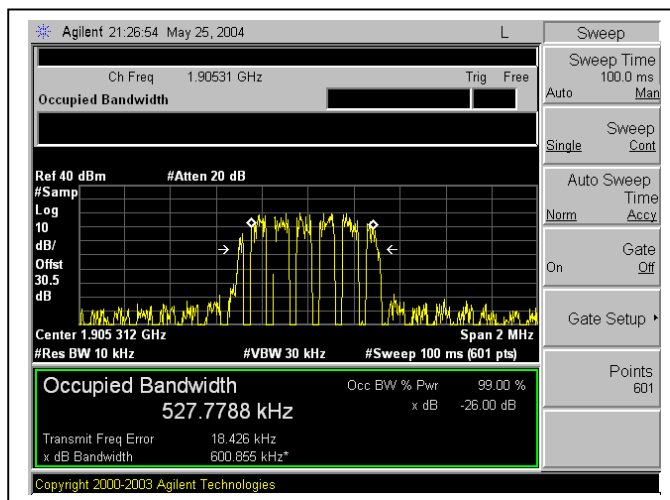 Agilent 21:26:54 May 25, 2004 L
Sweep
Ch Freq 1.90531 GHz Trig Free
Occupied Bandwidth
Sweep Time
100.0 ms
Auto Man
Sweep
Single Cont
Auto Sweep
Time
Norm Accy
Gate
On Off
Gate Setup
Points
601
Ref 40 dBm #Atten 20 dB
#Samp
Log
10
dB/
Offst
30.5
dB
Center 1.905 312 GHz Span 2 MHz
#Res BW 10 kHz #VBW 30 kHz #Sweep 100 ms (601 pts)
Occupied Bandwidth Occ BW % Pwr 99.00 %
527.7788 kHz x dB -26.00 dB
Transmit Freq Error 18.426 kHz
x dB Bandwidth 600.855 kHz*
Copyright 2000-2003 Agilent Technologies